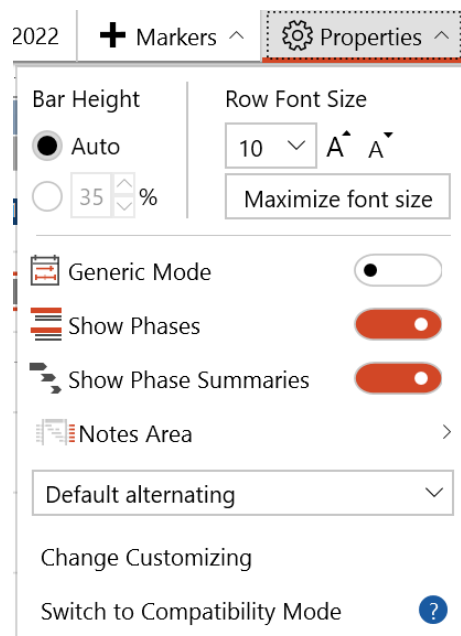 2022 Markers Properties
Bar Height Row Font Size
Auto 10 A A
35 % Maximize font size
Generic Mode
Show Phases
Show Phase Summaries
Notes Area
Default alternating
Change Customizing
Switch to Compatibility Mode ?